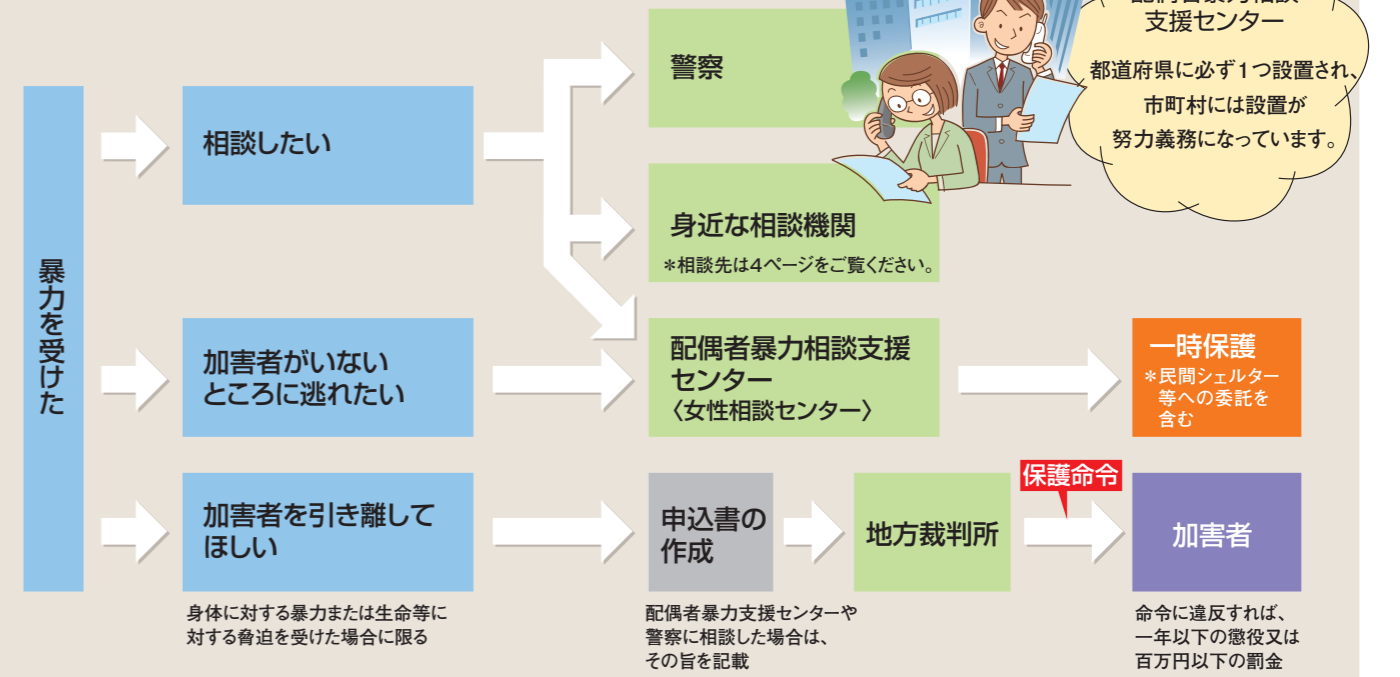 配偶者暴力相談
支援センター
都道府県に必ず1つ設置され、
市町村には設置が
努力義務になっています。
暴力を受けた
相談したい
警察
身近な相談機関
＊相談先は4ページをご覧ください。
加害者がいない
ところに逃れたい
配偶者暴力相談支援
センター
〈女性相談センター〉
一時保護
＊民間シェルター
等への委託を
含む
加害者を引き離して
ほしい
身体に対する暴力または生命等に
対する脅迫を受けた場合に限る
申込書の
作成
配偶者暴力支援センターや
警察に相談した場合は、
その旨を記載
地方裁判所
保護命令
加害者
命令に違反すれば、
一年以下の懲役又は
百万円以下の罰金